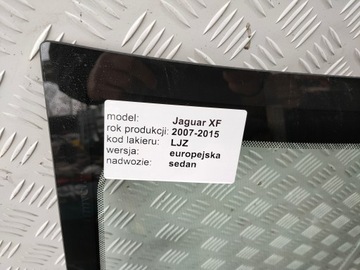 model: Jaguar XF
rok produkcji: 2007-2015
kod lakieru: LJZ
wersja: europejska
nadwozie: sedan